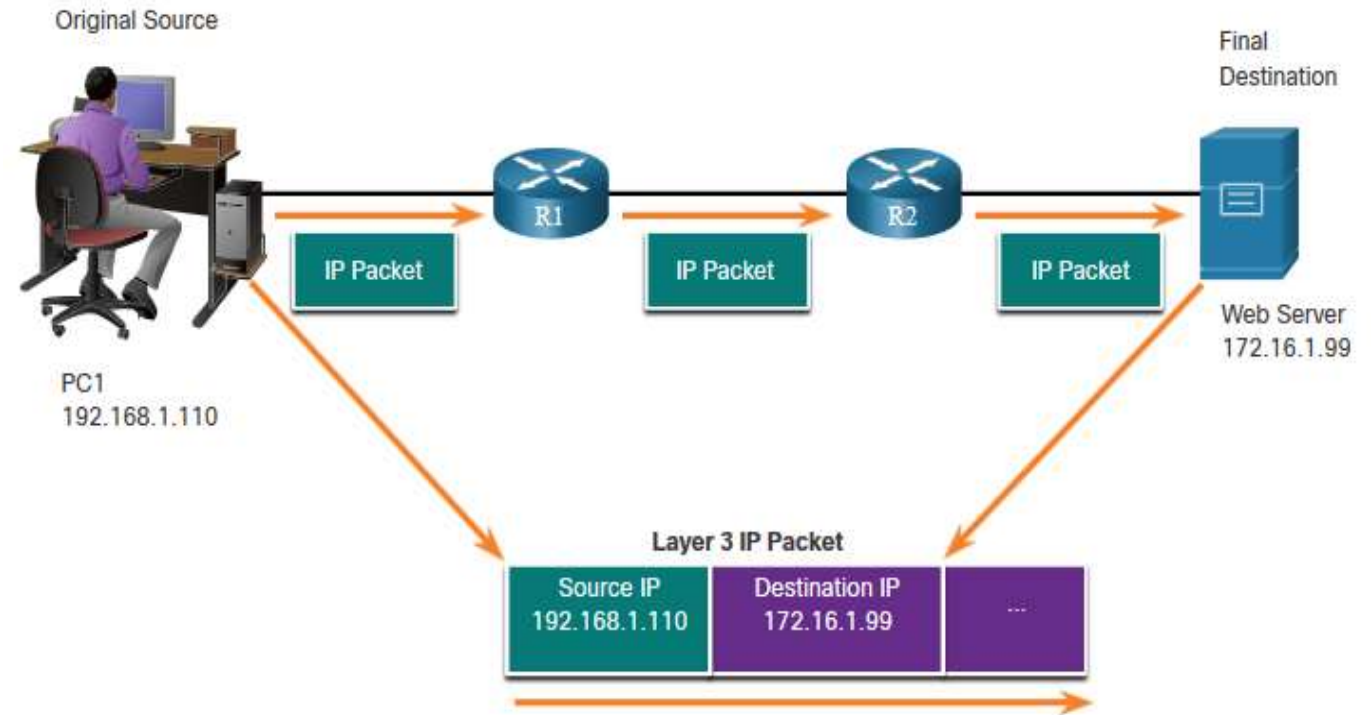 Original Source
Final
Destination
R1
R2
IP Packet
IP Packet
IP Packet
Web Server
172.16.1.99
PC1
192.168.1.110
Layer 3 IP Packet
Source IP
192.168.1.110
Destination IP
172.16.1.99
...